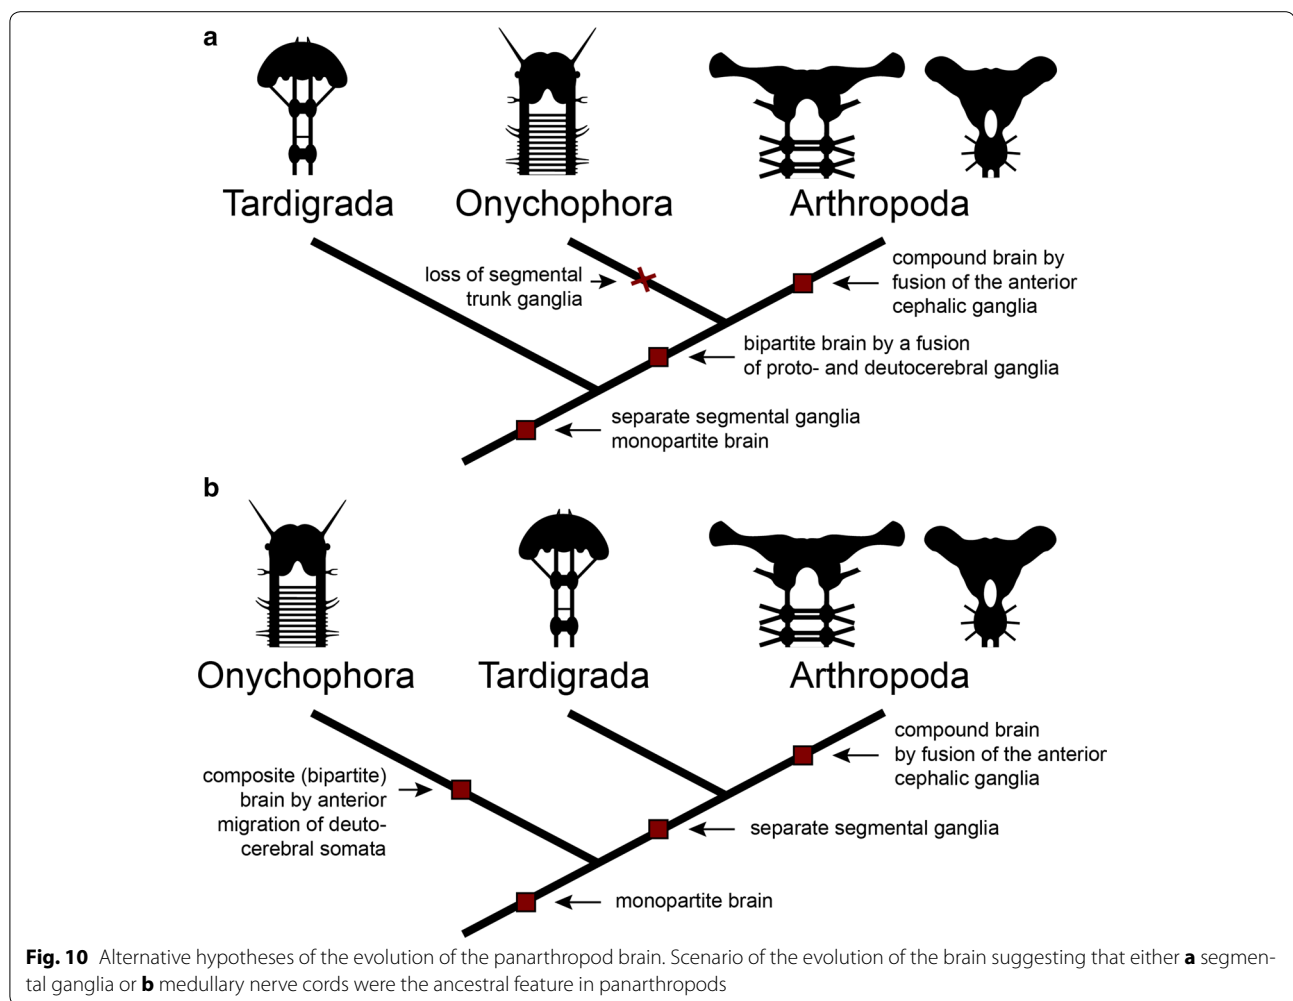 a
Tardigrada
Onychophora
Arthropoda
loss of segmental
trunk ganglia
compound brain by
fusion of the anterior
cephalic ganglia
bipartite brain by a fusion
of proto- and deutocerebral ganglia
separate segmental ganglia
monopartite brain
b
Onychophora
Tardigrada
Arthropoda
composite (bipartite)
brain by anterior
migration of deuto-
cerebral somata
compound brain
by fusion of the anterior
cephalic ganglia
separate segmental ganglia
monopartite brain
Fig. 10 Alternative hypotheses of the evolution of the panarthropod brain. Scenario of the evolution of the brain suggesting that either a segmen-
tal ganglia or b medullary nerve cords were the ancestral feature in panarthropods